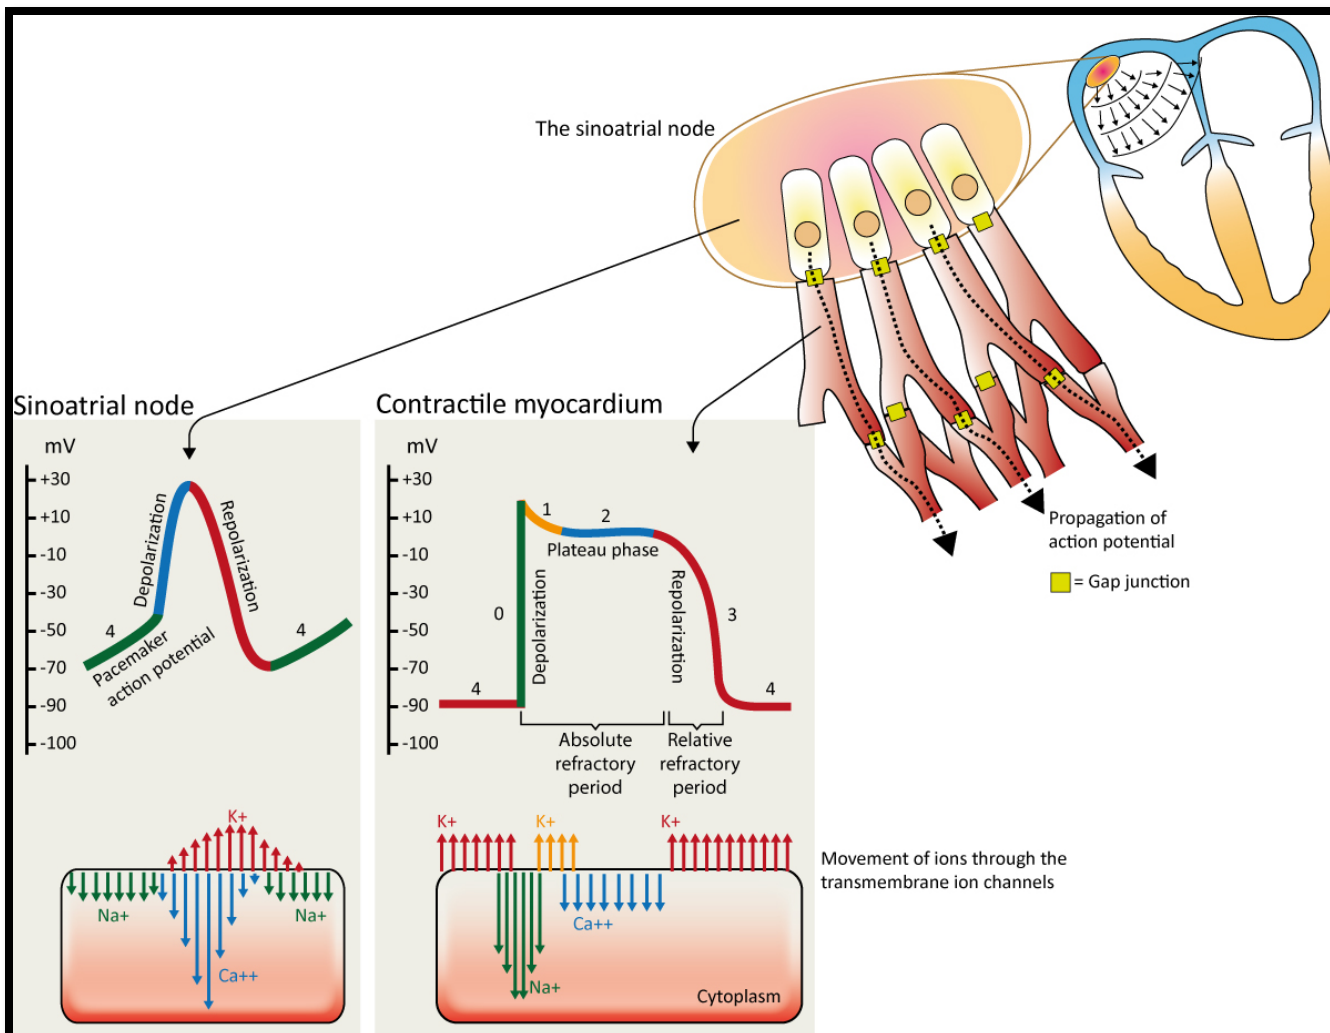 The sinoatrial node
Propagation of
action potential
= Gap junction
Sinoatrial node
mV
+30
+10
-10
-30
-50
-70
-90
-100
Depolarization
Repolarization
4
Pacemaker
action potential
4
K+
Na+
Na+
Ca++
Contractile myocardium
mV
+30
+10
-10
-30
-50
-70
-90
-100
1
2
Plateau phase
0
Depolarization
Repolarization
3
4
4
Absolute
refractory
period
Relative
refractory
period
K+
K+
K+
Ca++
Na+
Cytoplasm
Movement of ions through the
transmembrane ion channels